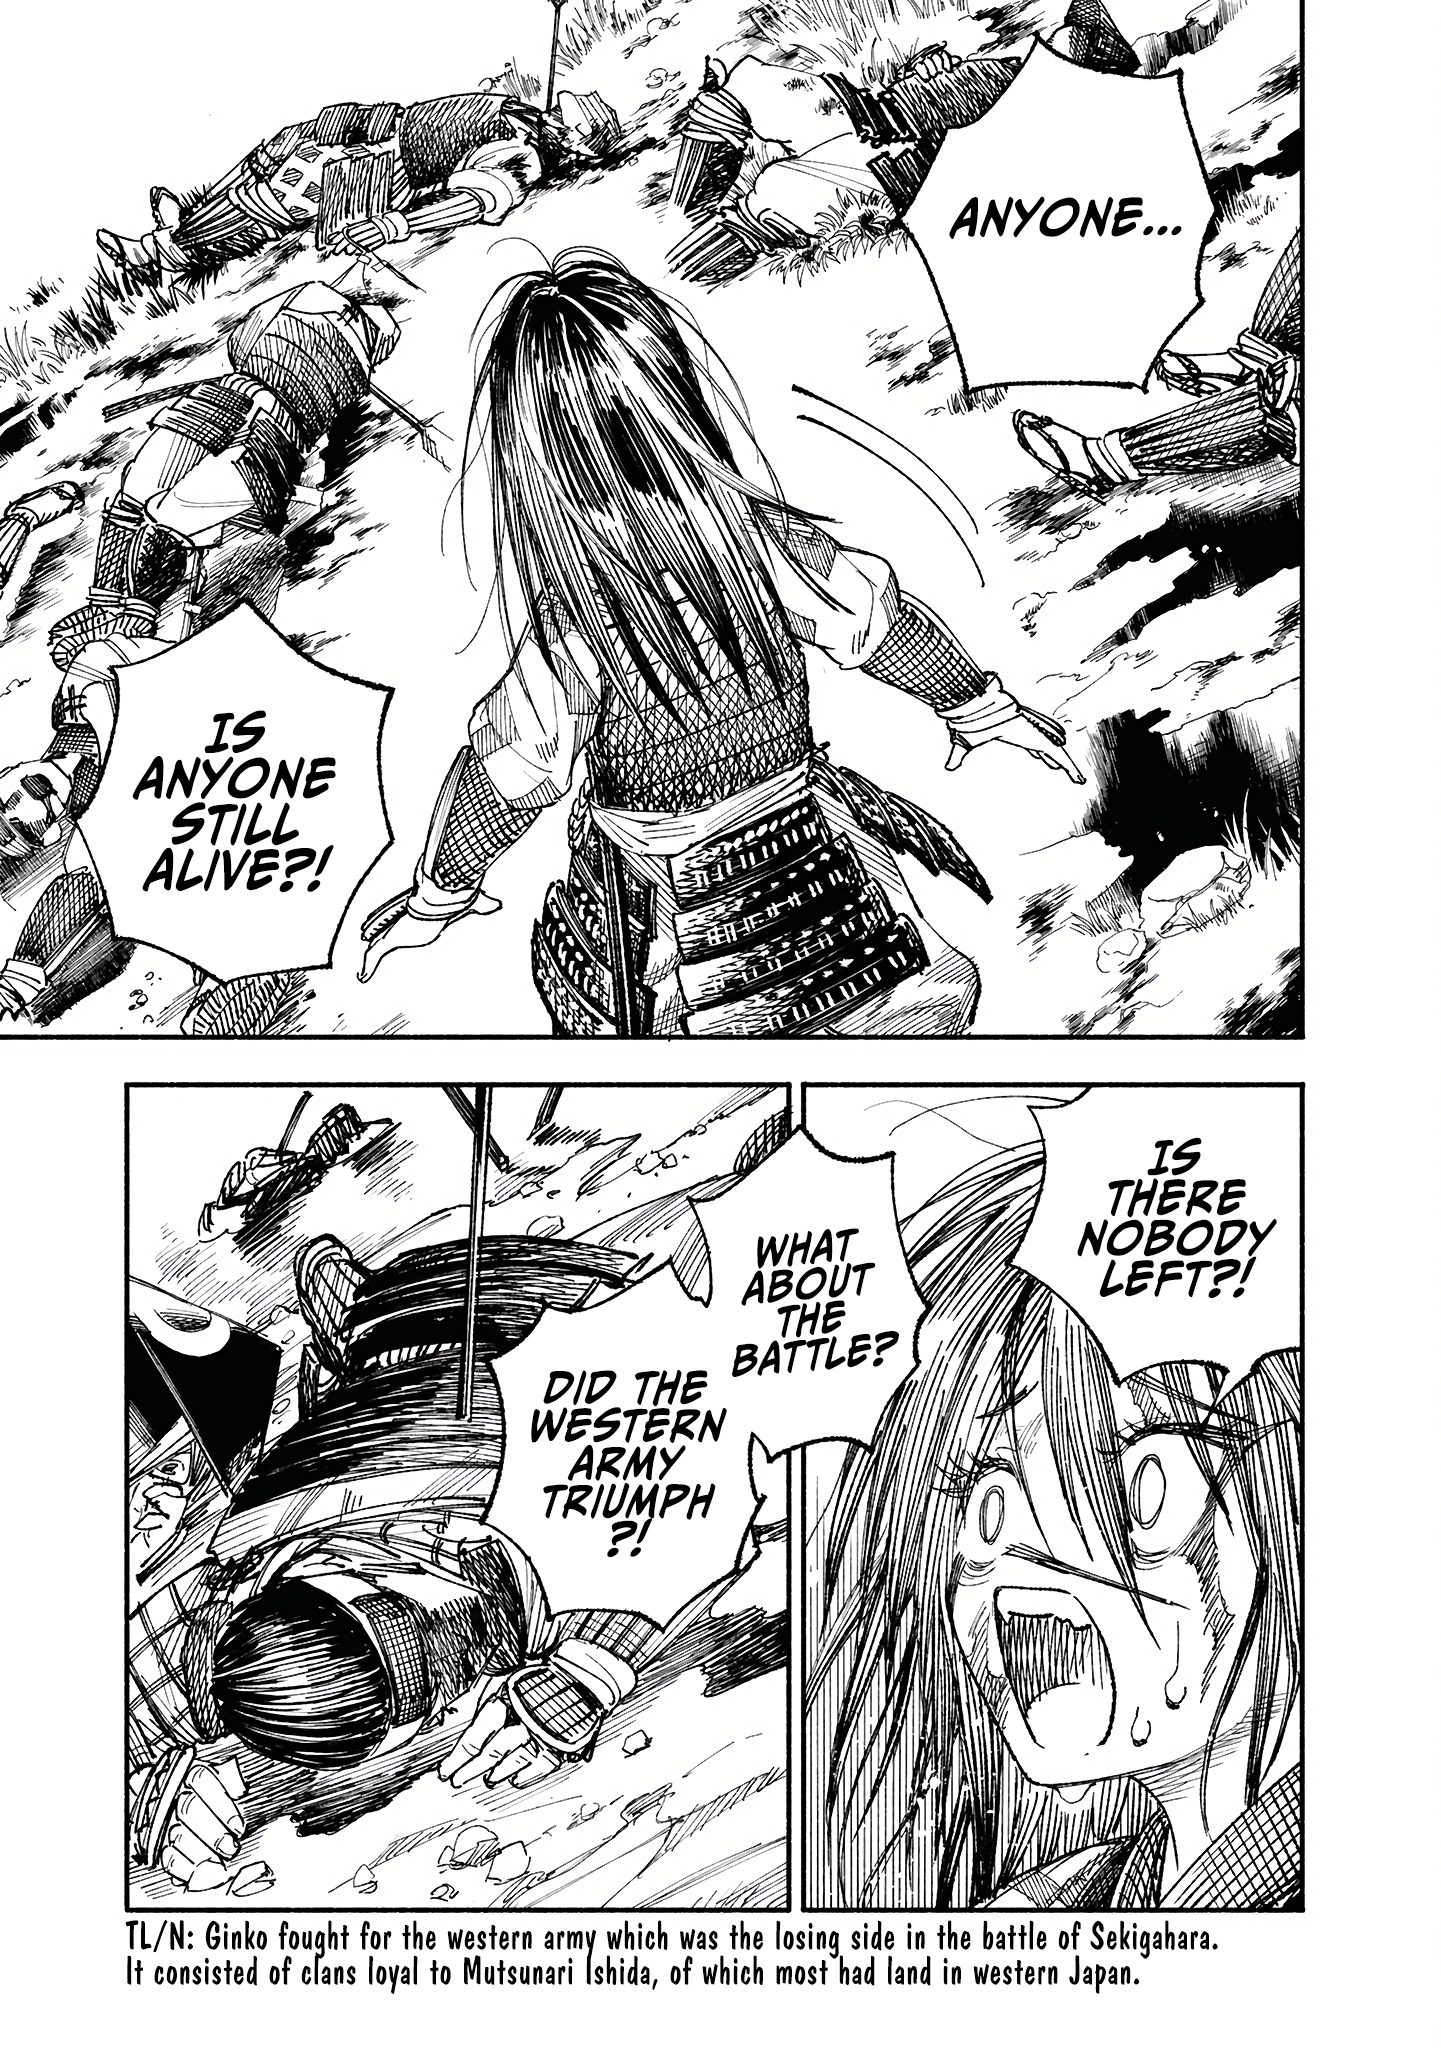 ANYONE...
IS
ANYONE
STILL
ALIVE?!
IS
THERE
NOBODY
LEFT?!
WHAT
ABOUT
THE
BATTLE?
DID THE
WESTERN
ARMY
TRIUMPH
?!
TL/N: Ginko fought for the western army which was the losing side in the battle of Sekigahara.
It consisted of clans loyal to Mutsunari Ishida, of which most had land in western Japan.